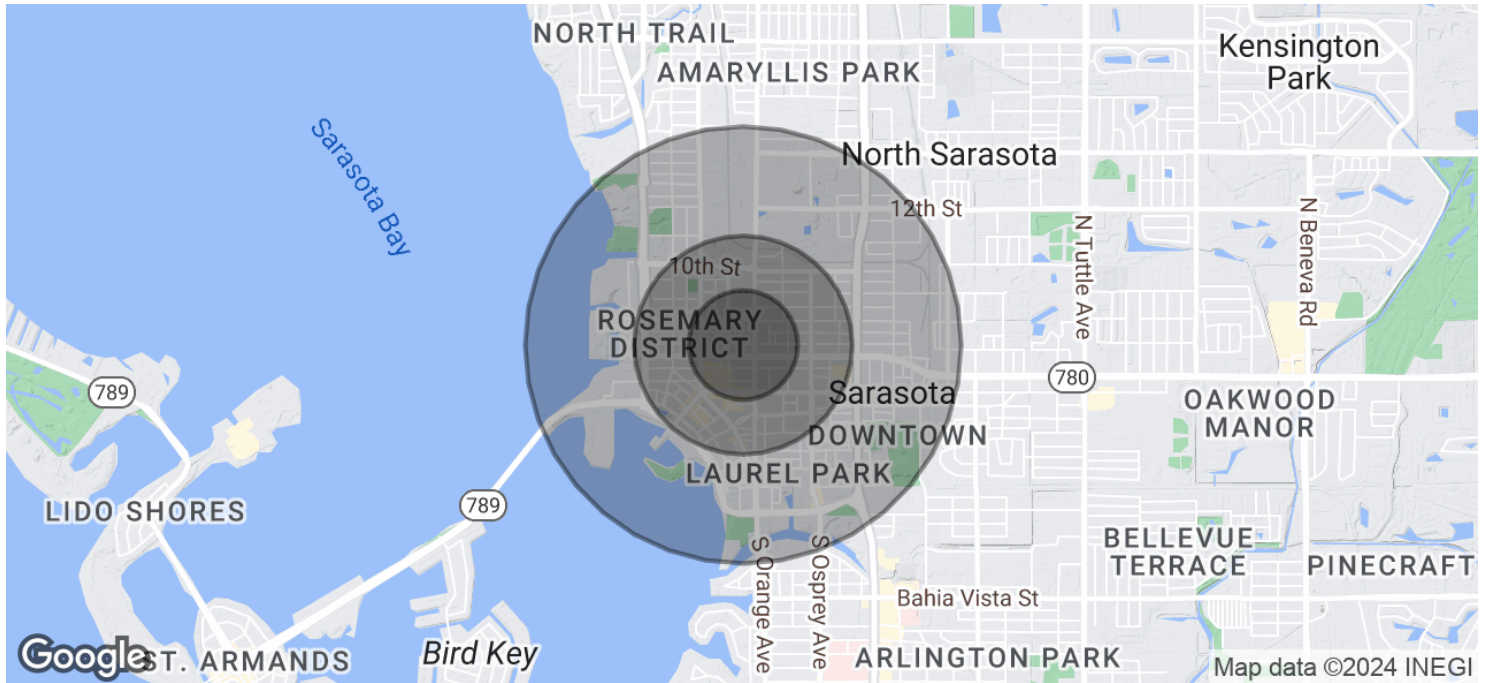 NORTH TRAIL
AMARYLLIS PARK
Kensington
Park
Sarasota Bay
North Sarasota
12th St
N Tuttle Ave
N Beneva Rd
10th St
ROSEMARY
DISTRICT
789
780
Sarasota
DOWNTOWN
OAKWOOD
MANOR
LAUREL PARK
789
LIDO SHORES
BELLEVUE
TERRACE
PINECRAFT
S Orange Ave
S Osprey Ave
Bahia Vista St
Bird Key
Google
ST. ARMANDS
ARLINGTON PARK
Map data ©2024 INEGI